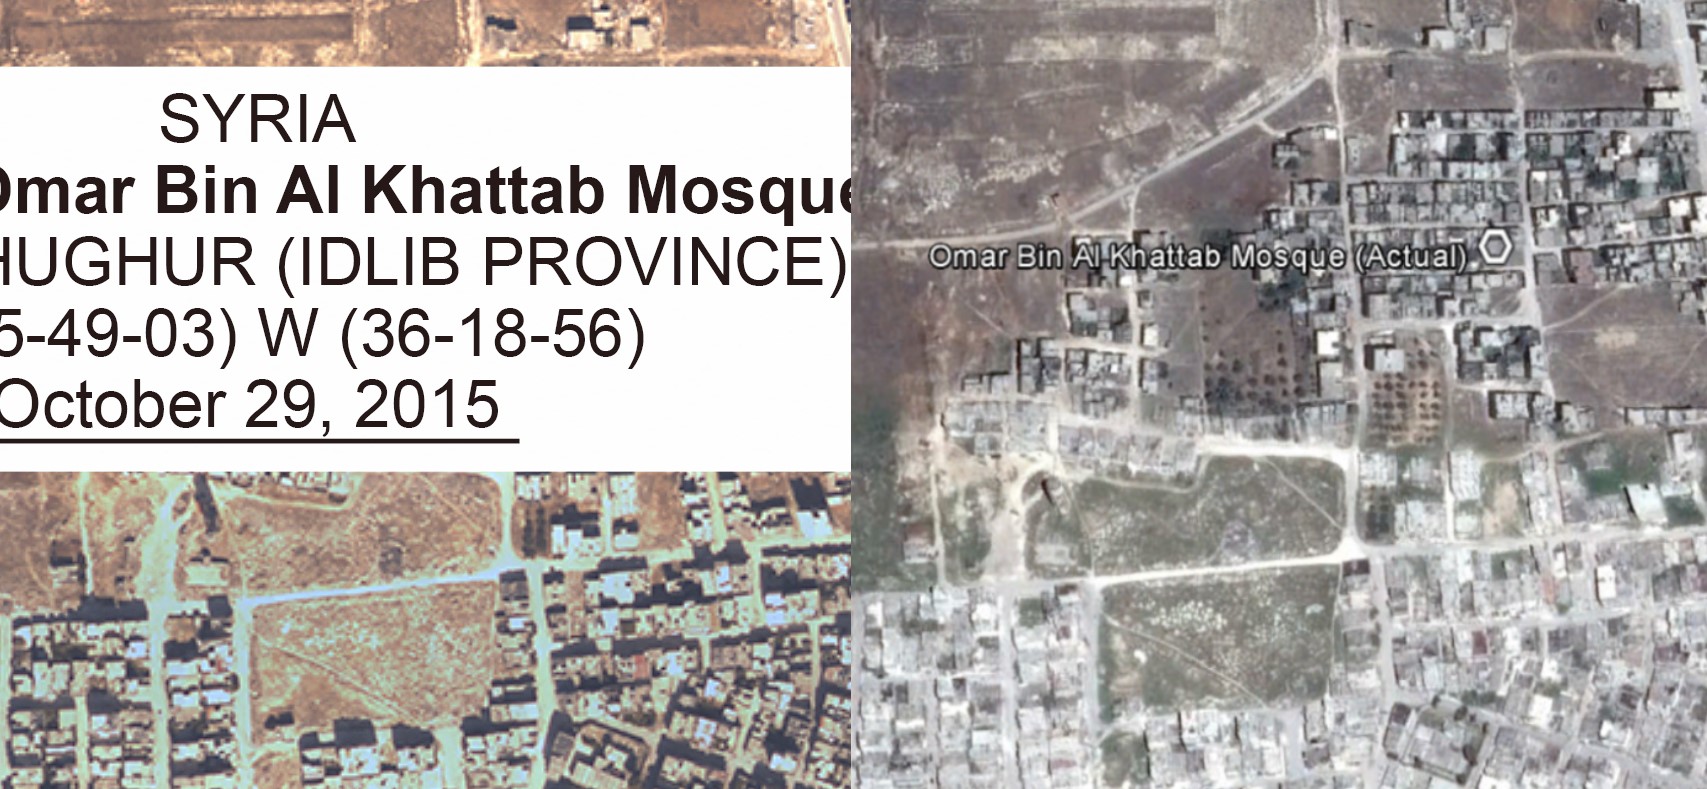 SYRIA
Omar Bin Al Khattab Mosque
HUGHUR (IDLIB PROVINCE)
5-49-03) W (36-18-56)
October 29, 2015
Omar Bin Al Khattab Mosque (Actual)